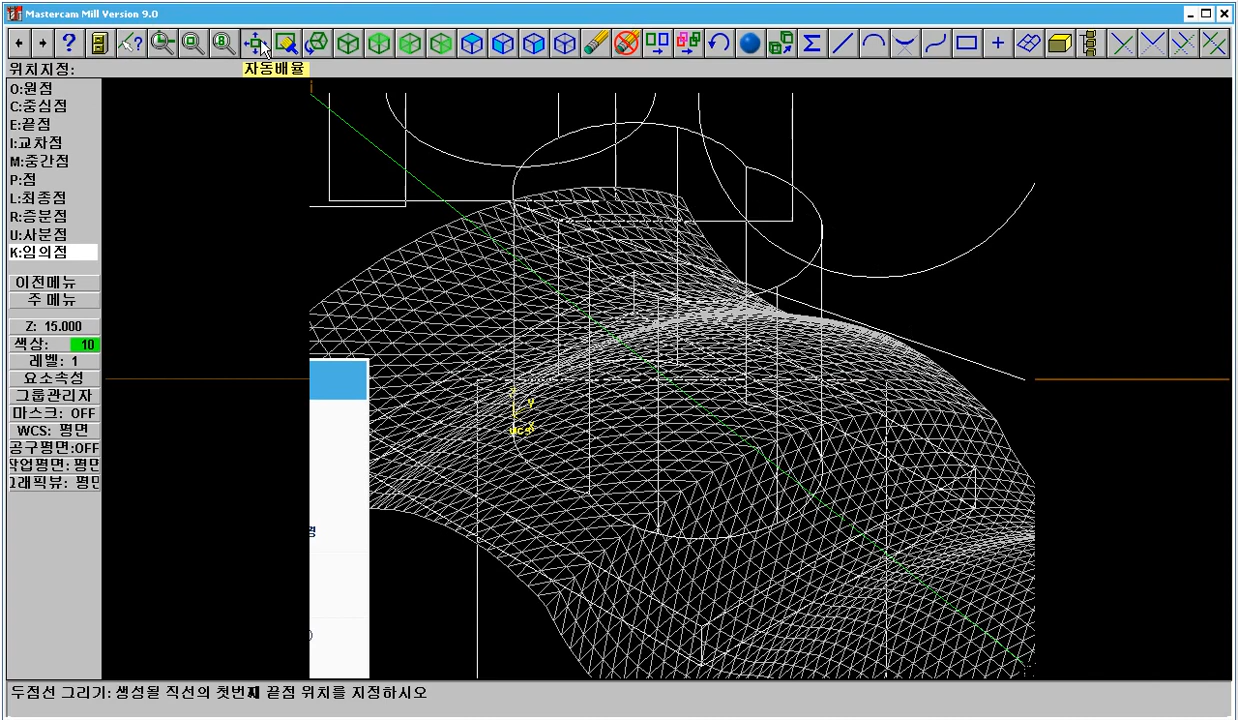 Mastercam Mill Version 9.0
위치지정:
자동배율
O:원점
C:중심점
E:끝점
I:교차점
M:중간점
P:점
L:최종점
R:증분점
U:사분점
K:임의점
이전메뉴
주 메뉴
Z: 15.000
색상: 10
레벨: 1
요소속성
그룹관리자
마스크: OFF
WCS: 평면
공구평면:OFF
작업평면: 평면
그래픽뷰: 평면
두점선 그리기: 생성될 직선의 첫번째 끝점 위치를 지정하시오